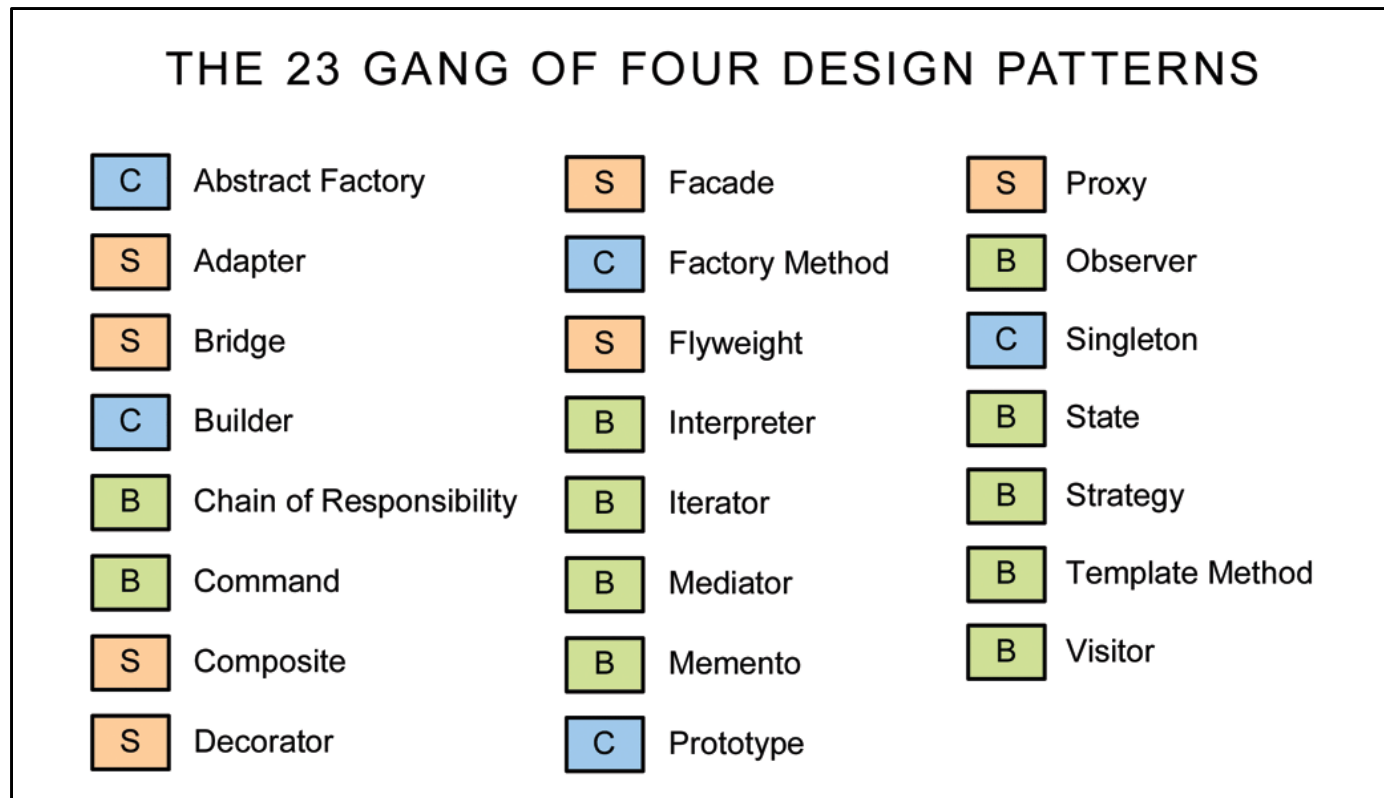 THE 23 GANG OF FOUR DESIGN PATTERNS
C Abstract Factory
S Adapter
S Bridge
C Builder
B Chain of Responsibility
B Command
S Composite
S Decorator
S Facade
C Factory Method
S Flyweight
B Interpreter
B Iterator
B Mediator
B Memento
C Prototype
S Proxy
B Observer
C Singleton
B State
B Strategy
B Template Method
B Visitor